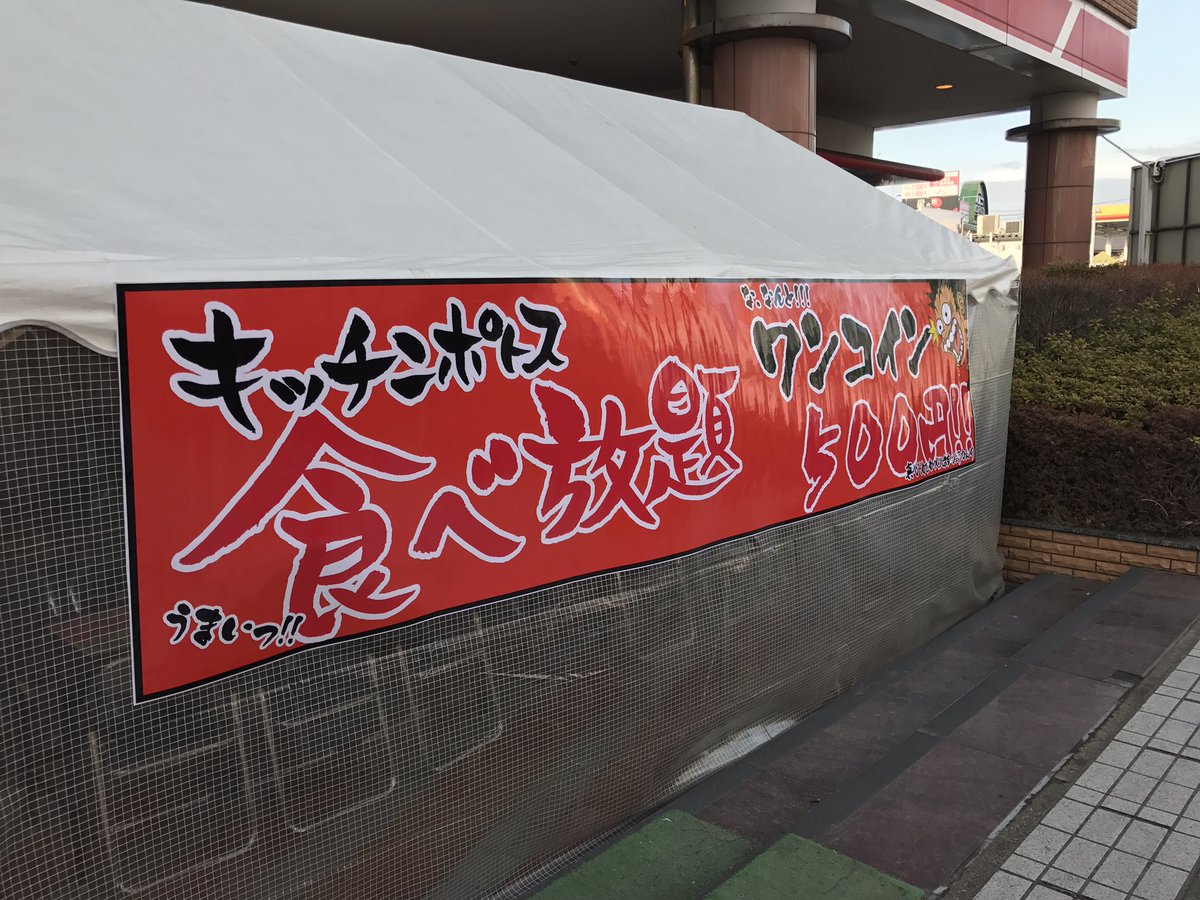 キッチンポトス
食べ放題
うまいっ!!
な、なんと!!!
ワンコイン
500円!!